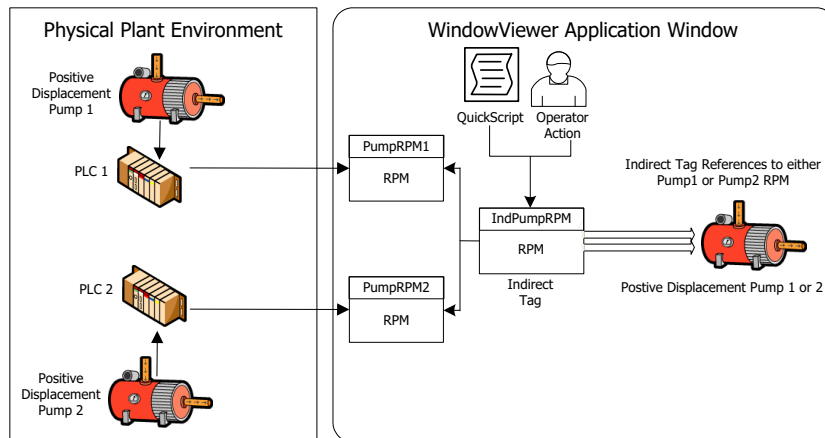 Physical Plant Environment
Positive
Displacement
Pump 1
PLC 1
PLC 2
Positive
Displacement
Pump 2
WindowViewer Application Window
QuickScript
Operator
Action
PumpRPM1
RPM
Indirect Tag References to either
Pump1 or Pump2 RPM
IndPumpRPM
RPM
Indirect
Tag
PumpRPM2
RPM
Postive Displacement Pump 1 or 2